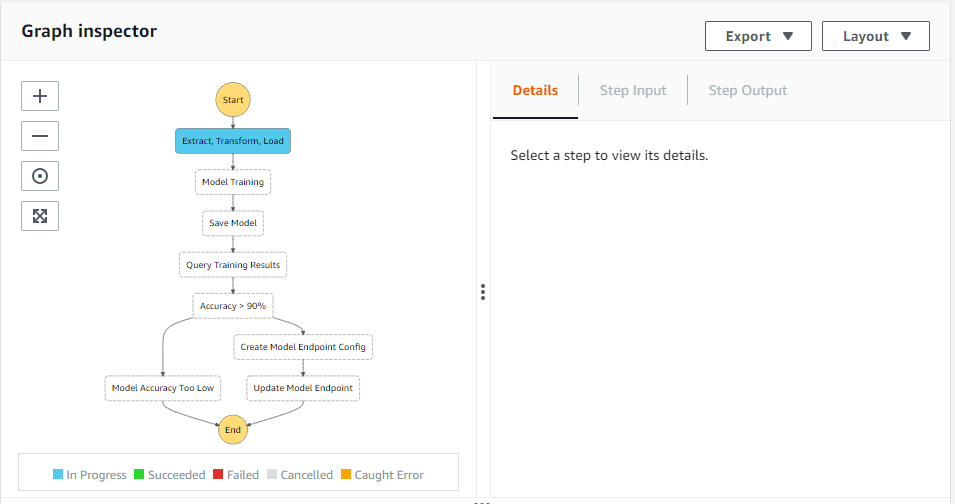 Graph inspector
Export
Layout
Details
Step Input
Step Output
Select a step to view its details.
Start
Extract, Transform, Load
Model Training
Save Model
Query Training Results
Accuracy > 90%
Create Model Endpoint Config
Model Accuracy Too Low
Update Model Endpoint
End
In Progress
Succeeded
Failed
Cancelled
Caught Error